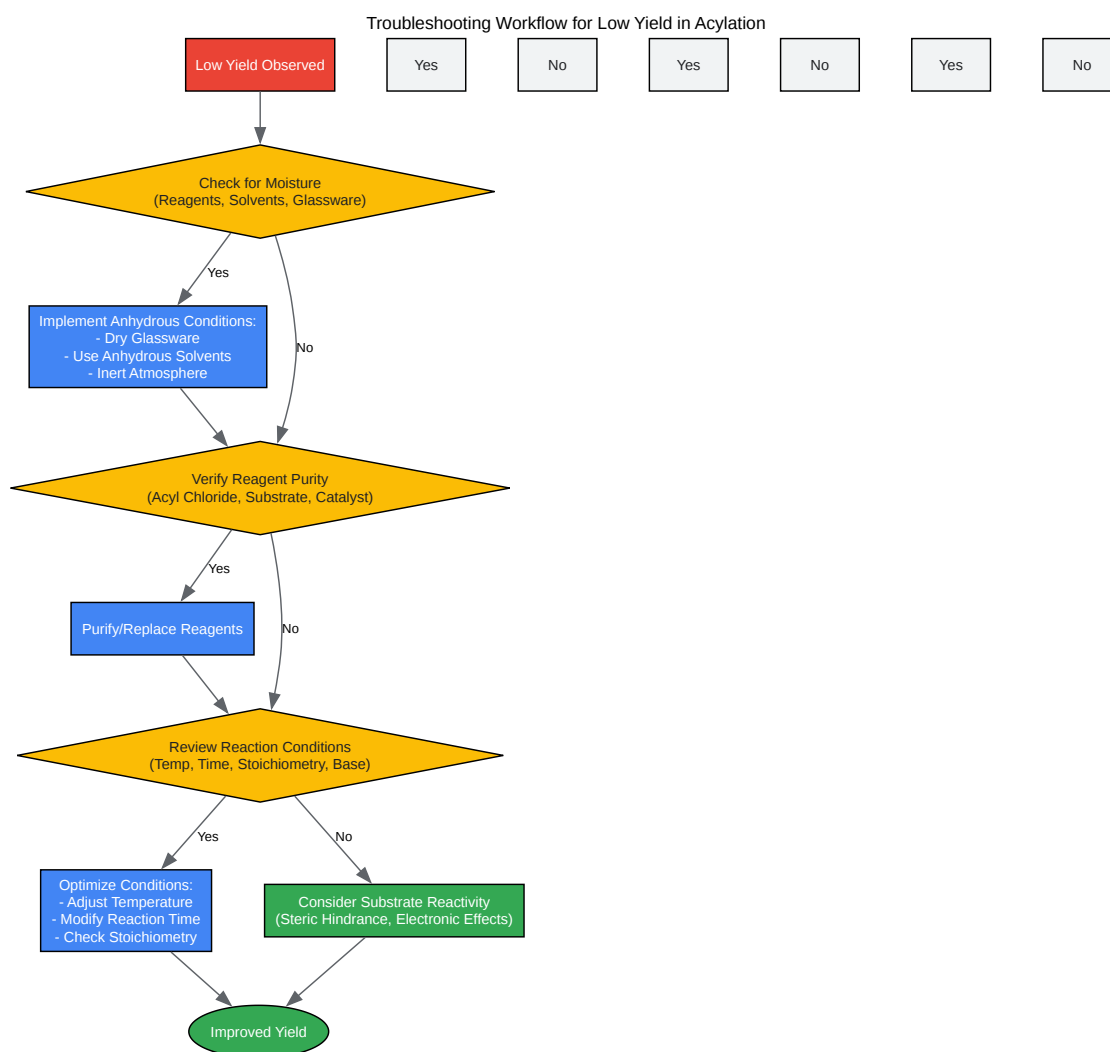 Troubleshooting Workflow for Low Yield in Acylation
Low Yield Observed
Yes
No
Yes
No
Yes
No
Check for Moisture
(Reagents, Solvents, Glassware)
Yes
Implement Anhydrous Conditions:
- Dry Glassware
- Use Anhydrous Solvents
- Inert Atmosphere
No
Verify Reagent Purity
(Acyl Chloride, Substrate, Catalyst)
Yes
Purify/Replace Reagents
No
Review Reaction Conditions
(Temp, Time, Stoichiometry, Base)
Yes
No
Optimize Conditions:
- Adjust Temperature
- Modify Reaction Time
- Check Stoichiometry
Consider Substrate Reactivity
(Steric Hindrance, Electronic Effects)
Improved Yield